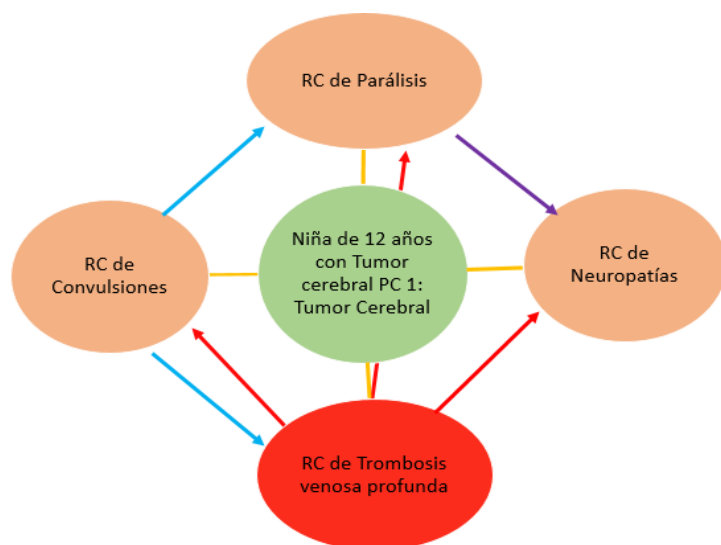 RC de Parálisis
Niña de 12 años
con Tumor
cerebral PC 1:
Tumor Cerebral
RC de
Convulsiones
RC de
Neuropatías
RC de Trombosis
venosa profunda